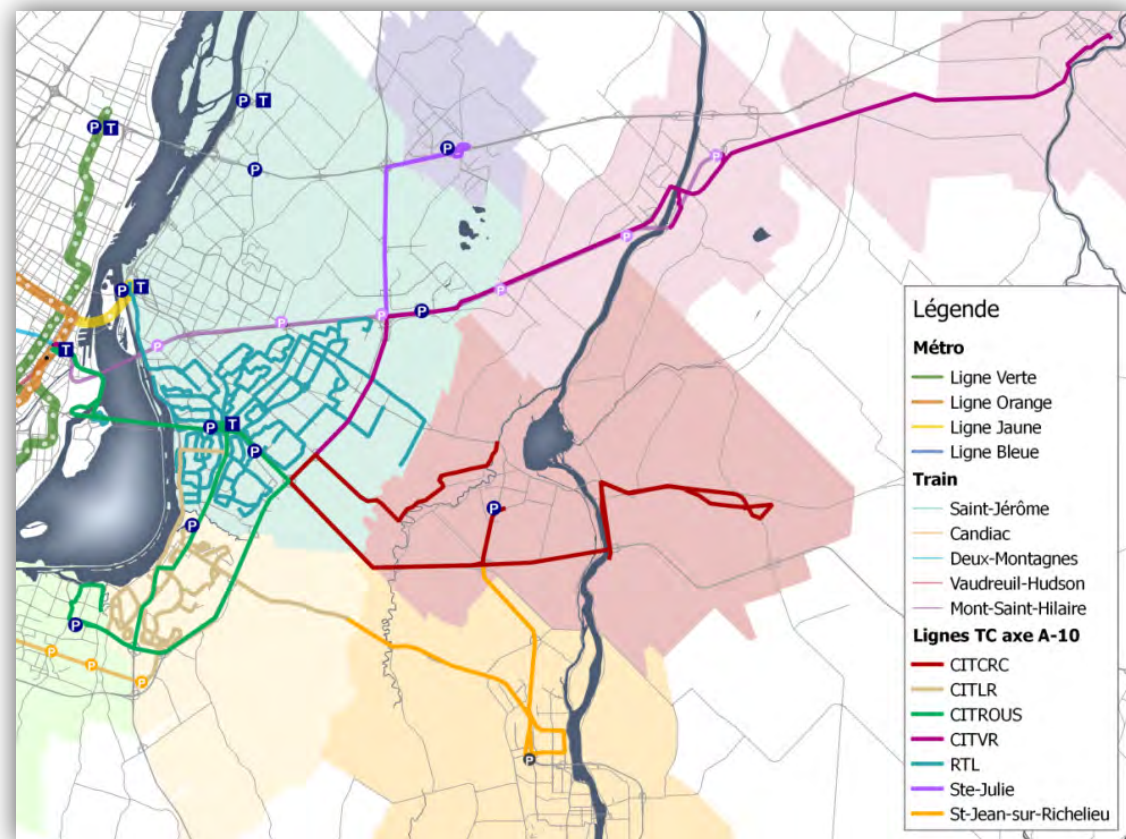 P T
P T
P
P
P
P T
P
P
P
P
P
P
T
P T
P
P
P
P
P
P
P
P
Légende
Métro
Ligne Verte
Ligne Orange
Ligne Jaune
Ligne Bleue
Train
Saint-Jérôme
Candiac
Deux-Montagnes
Vaudreuil-Hudson
Mont-Saint-Hilaire
Lignes TC axe A-10
CITCRC
CITLR
CITROUS
CITVR
RTL
Ste-Julie
St-Jean-sur-Richelieu